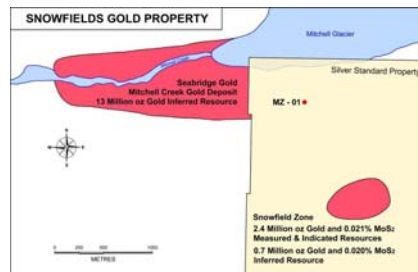 SNOWFIELDS GOLD PROPERTY
Mitchell Glacier
Silver Standard Property
Seabridge Gold
Mitchell Creek Gold Deposit
13 Million oz Gold Inferred Resource
MZ - 01
Snowfield Zone
2.4 Million oz Gold and 0.021% MoS₂
Measured & Indicated Resources
0.7 Million oz Gold and 0.020% MoS₂
Inferred Resource
METRES